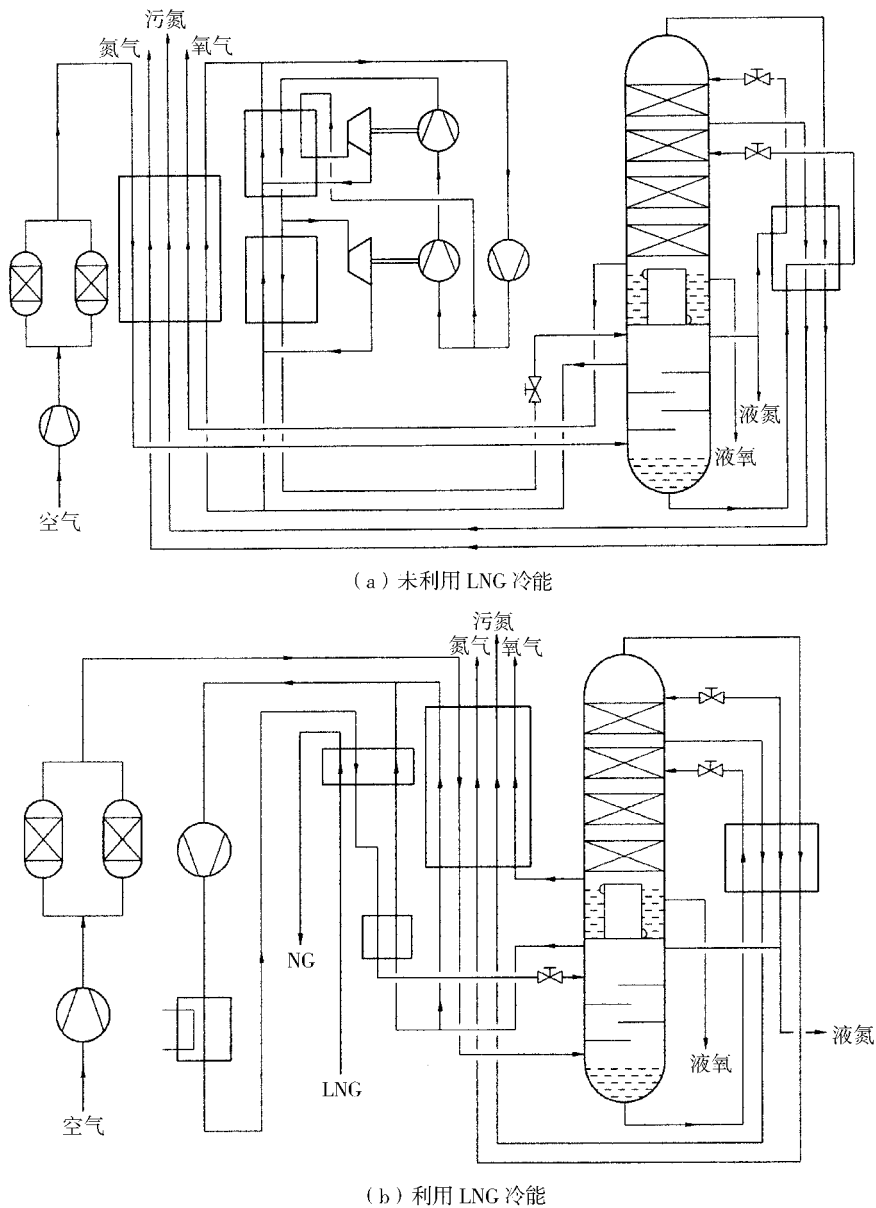 污氮
氮气
氧气
液氮
液氧
空气
(a)未利用 LNG 冷能
污氮
氮气
氧气
NG
LNG
液氮
液氧
空气
(b)利用 LNG 冷能